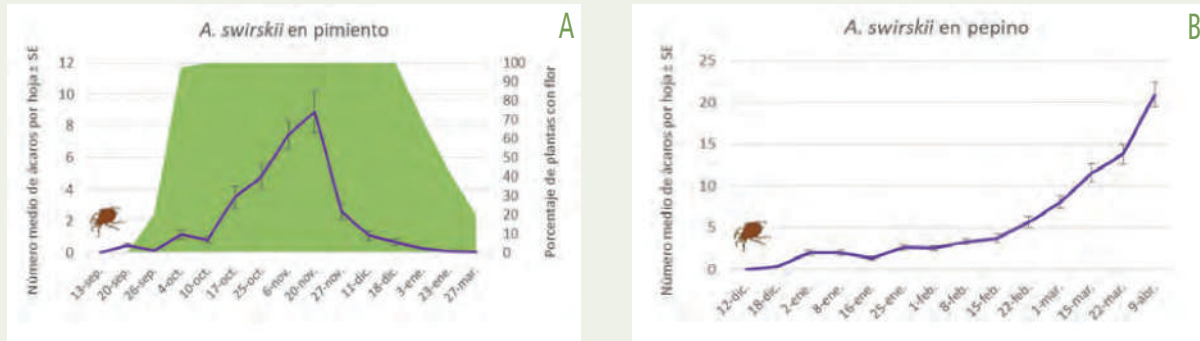 A. swirskii en pimiento
A
Número medio de ácaros por hoja ± SE
12
10
8
6
4
2
0
100
90
80
70
60
50
40
30
20
10
0
Porcentaje de plantas con flor
13-sep.
20-sep.
26-sep.
4-oct.
10-oct.
17-oct.
25-oct.
6-nov.
20-nov.
27-nov.
11-dic.
18-dic.
3-ene.
23-ene.
27-mar.
A. swirskii en pepino
B
Número medio de ácaros por hoja ± SE
25
20
15
10
5
0
12-dic.
18-dic.
2-ene.
8-ene.
16-ene.
25-ene.
1-feb.
8-feb.
15-feb.
22-feb.
1-mar.
15-mar.
22-mar.
9-abr.